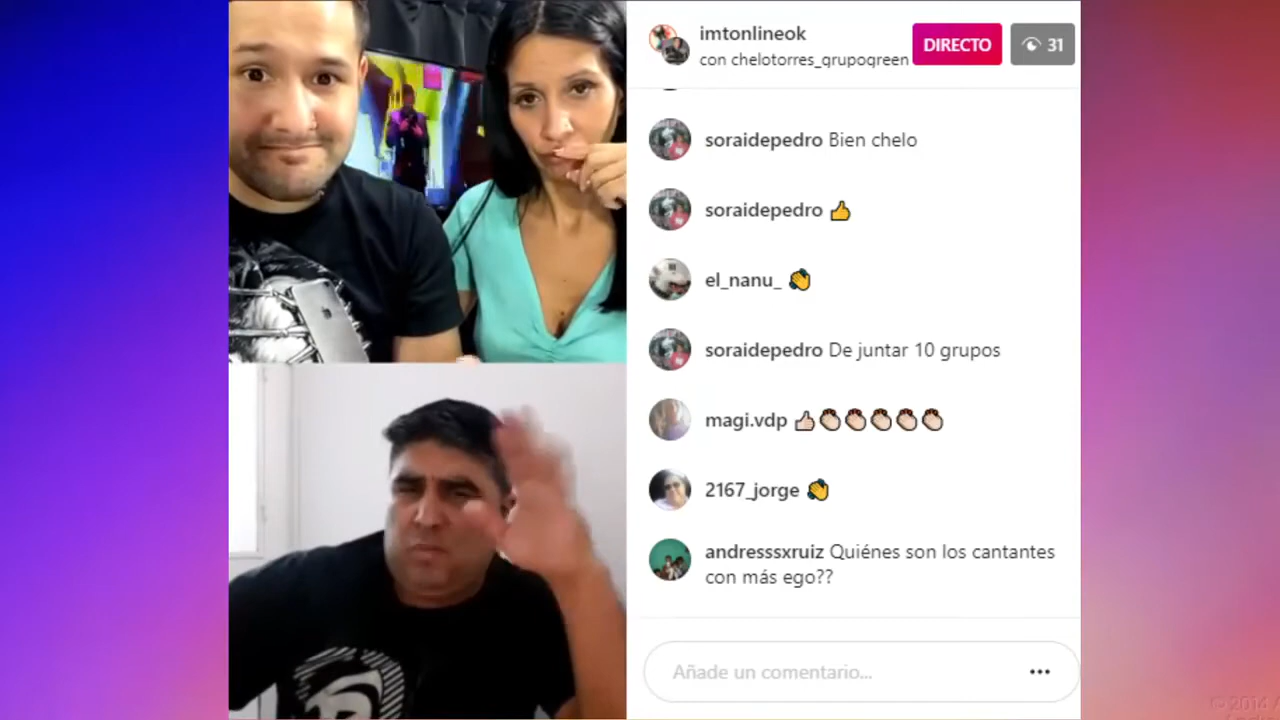 imtonlineok
con chelotorres_grupogreen
DIRECTO
31
soraidepedro Bien chelo
soraidepedro 👍
el_nanu_ 👏
soraidepedro De juntar 10 grupos
magi.vdp 👍🏻👏🏻👏🏻👏🏻👏🏻👏🏻
2167_jorge 👏
andresssxruiz Quiénes son los cantantes
con más ego??
Añade un comentario...
© 2014